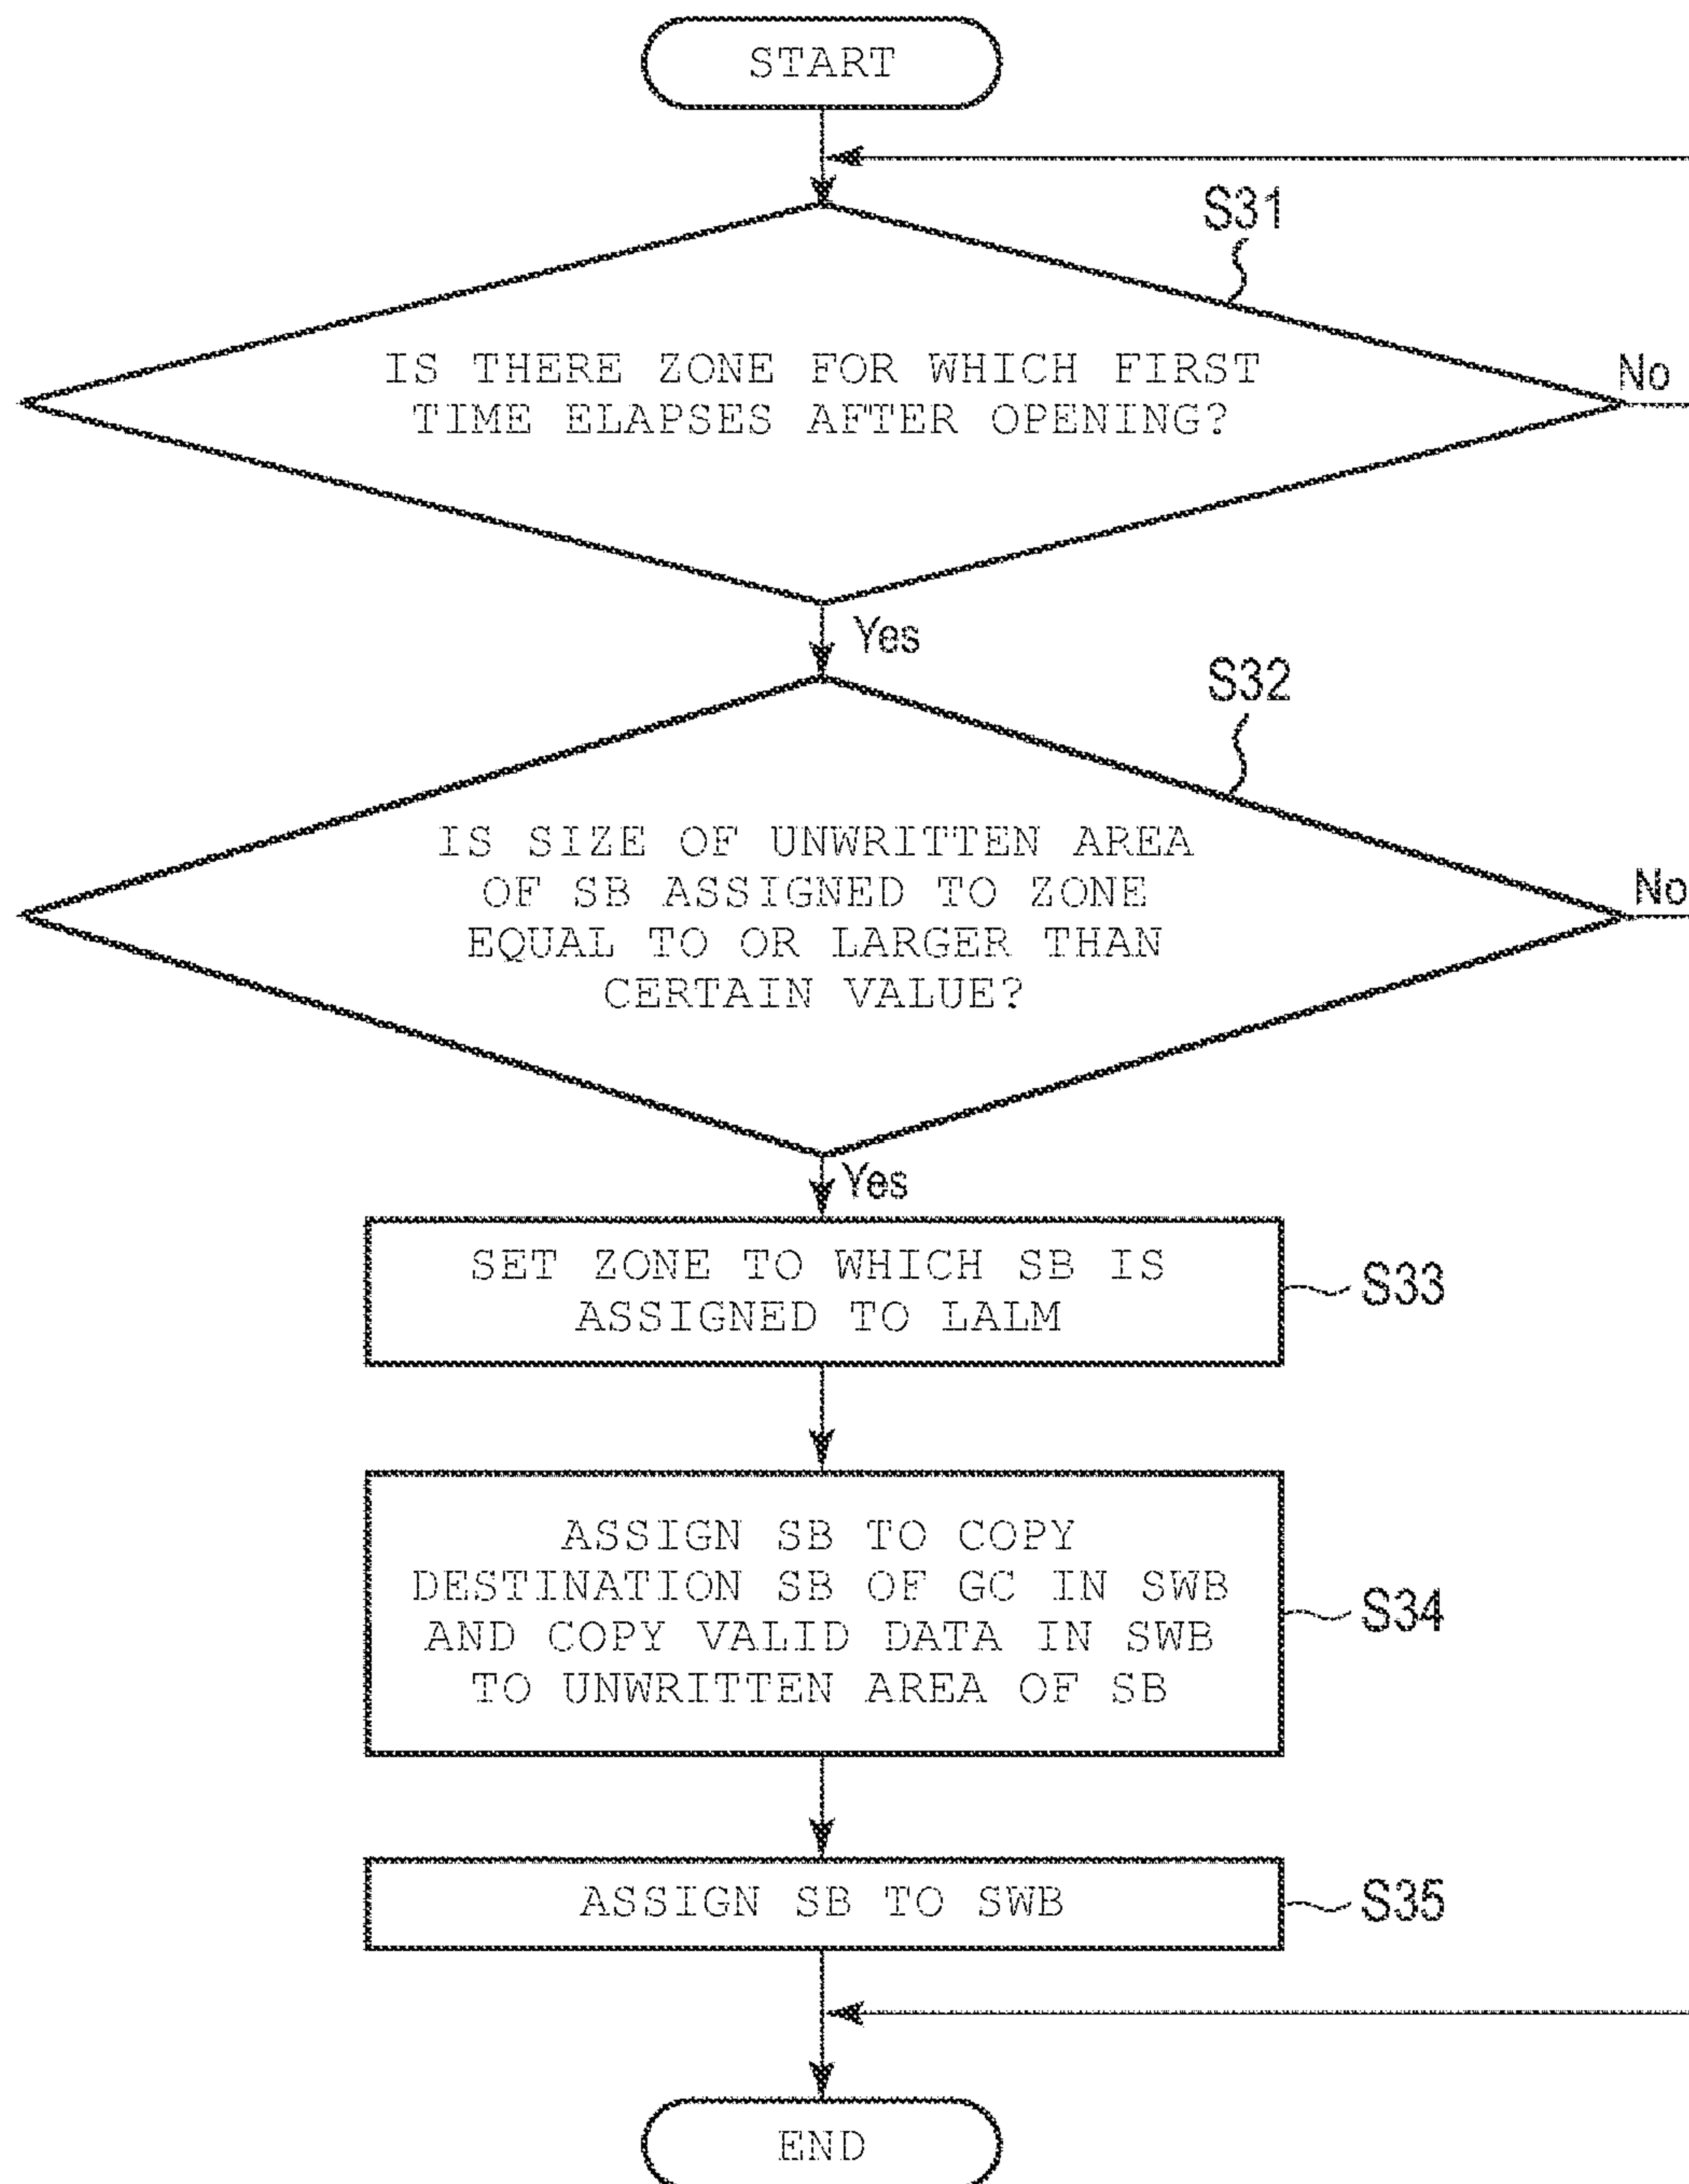 START
S31
IS THERE ZONE FOR WHICH FIRST
TIME ELAPSES AFTER OPENING?
No
Yes
S32
IS SIZE OF UNWRITTEN AREA
OF SB ASSIGNED TO ZONE
EQUAL TO OR LARGER THAN
CERTAIN VALUE?
No
Yes
SET ZONE TO WHICH SB IS
ASSIGNED TO LALM
S33
ASSIGN SB TO COPY
DESTINATION SB OF GC IN SWB
AND COPY VALID DATA IN SWB
TO UNWRITTEN AREA OF SB
S34
ASSIGN SB TO SWB
S35
END